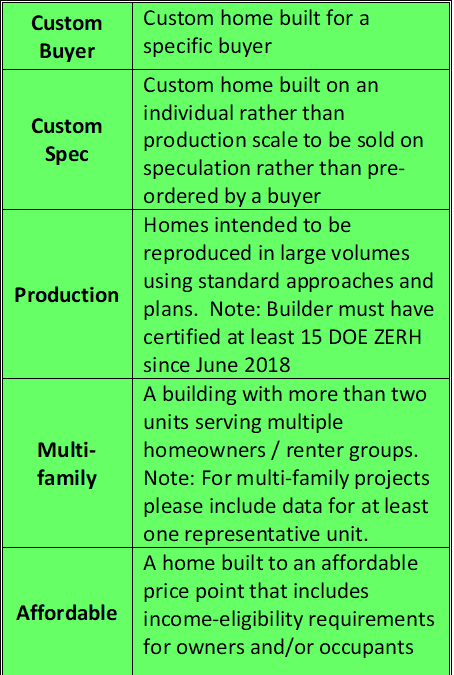 Custom
Buyer
Custom home built for a
specific buyer
Custom
Spec
Custom home built on an
individual rather than
production scale to be sold on
speculation rather than pre-
ordered by a buyer
Production
Homes intended to be
reproduced in large volumes
using standard approaches and
plans.  Note: Builder must have
certified at least 15 DOE ZERH
since June 2018
Multi-
family
A building with more than two
units serving multiple
homeowners / renter groups.
Note: For multi-family projects
please include data for at least
one representative unit.
Affordable
A home built to an affordable
price point that includes
income-eligibility requirements
for owners and/or occupants